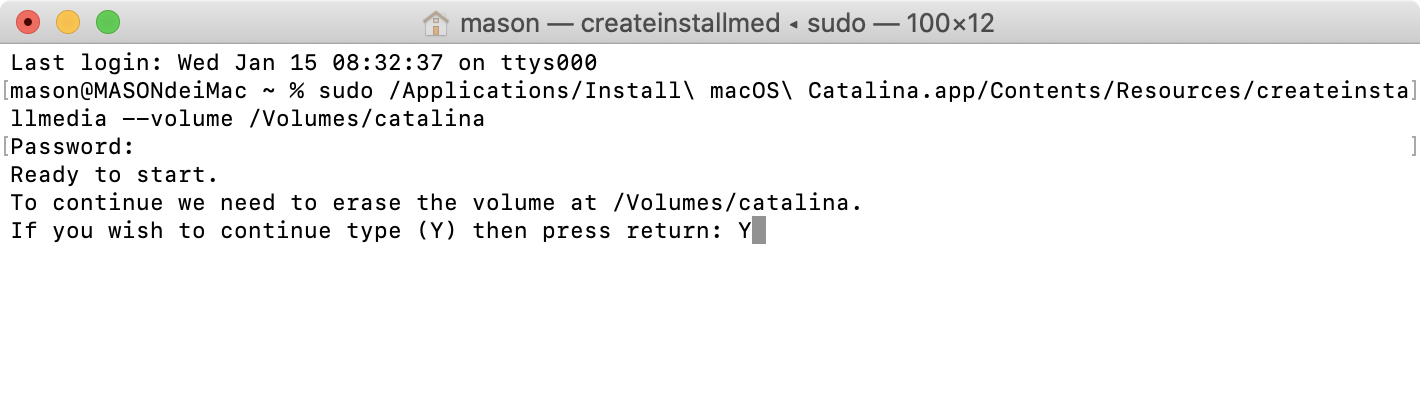 mason — createinstallmed ◂ sudo — 100×12
Last login: Wed Jan 15 08:32:37 on ttys000
[mason@MASONdeiMac ~ % sudo /Applications/Install\ macOS\ Catalina.app/Contents/Resources/createinsta]
llmedia --volume /Volumes/catalina
[Password: ]
Ready to start.
To continue we need to erase the volume at /Volumes/catalina.
If you wish to continue type (Y) then press return: Y